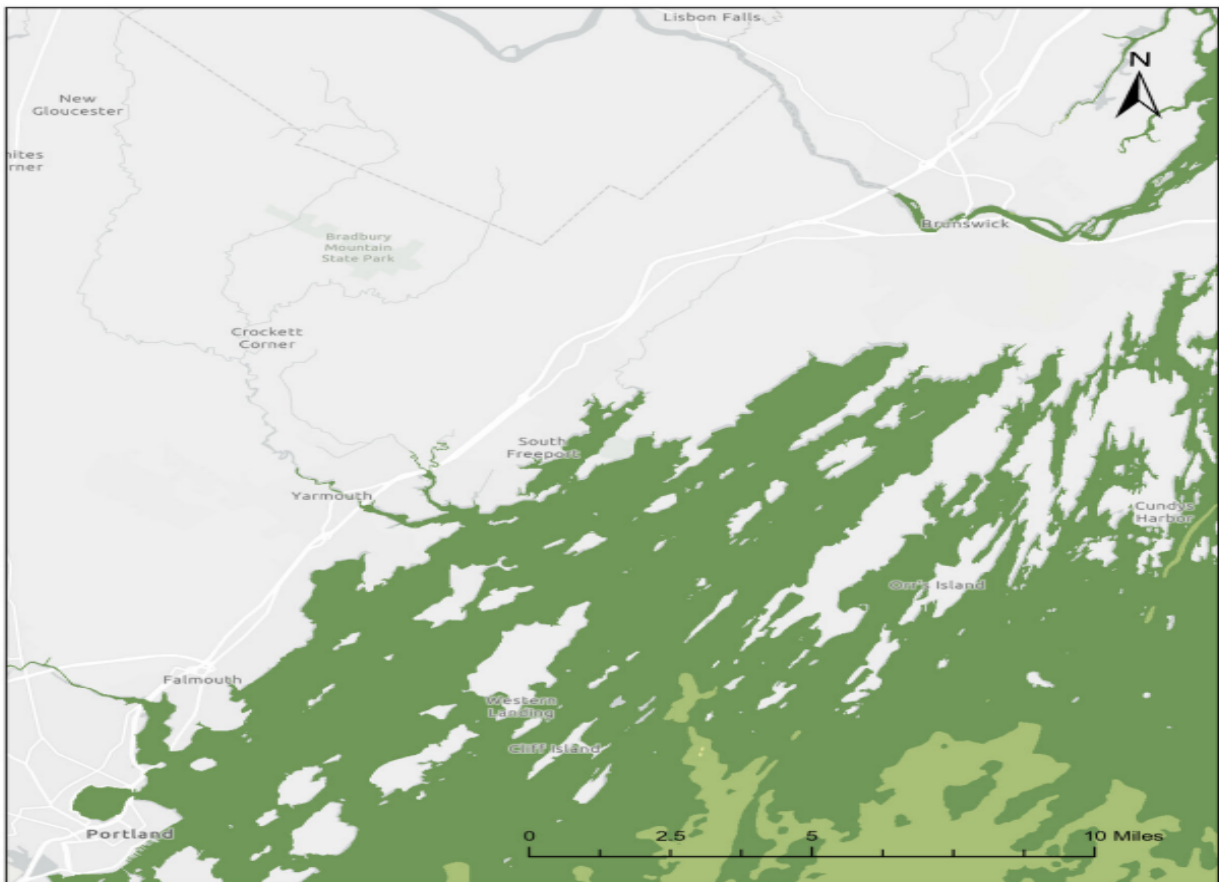 Lisbon Falls
N
New
Gloucester
Brunswick
Bradbury
Mountain
State Park
Crockett
Corner
South
Freeport
Yarmouth
Cundys
Harbor
Orr's Island
Falmouth
Western
Landing
Cliff Island
Portland
0 2.5 5 10 Miles